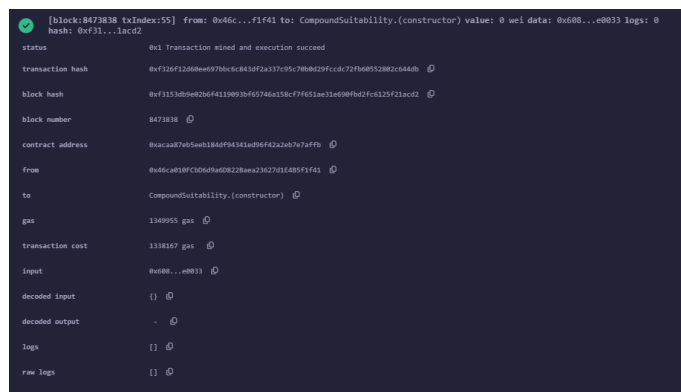 [block:8473838 txIndex:55] from: 0x46c...f1f41 to: CompoundSuitability.(constructor) value: 0 wei data: 0x608...e0033 logs: 0
hash: 0xf31...1acd2
status 0x1 Transaction mined and execution succeed
transaction hash 0xf326f12d60ee697bbc6c843df2a337c95c70b0d29fccdc72fb60552802c644db
block hash 0xf3153db9e02b6f4119093bf65746a158cf7f651ae31e690fbd2fc6125f21acd2
block number 8473838
contract address 0xacaa87eb5eeb184df94341ed96f42a2eb7e7affb
from 0x46ca010FCbD6d9a6D822Baea23627d1E485f1f41
to CompoundSuitability.(constructor)
gas 1349955 gas
transaction cost 1338167 gas
input 0x608...e0033
decoded input {}
decoded output -
logs []
raw logs []